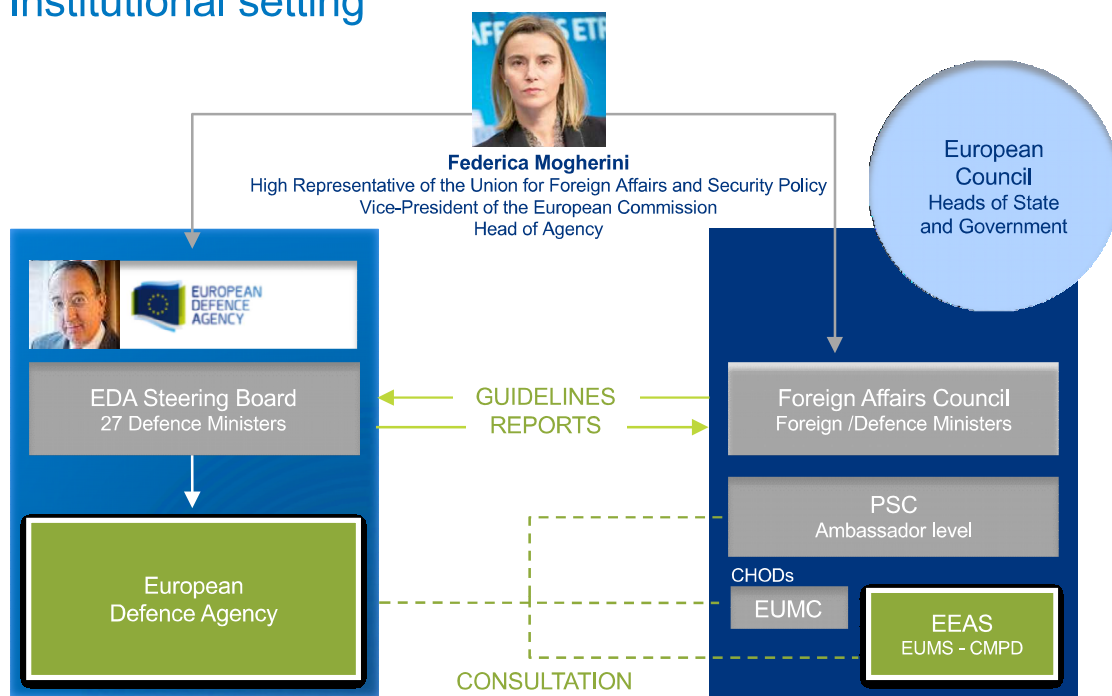 Institutional setting
AFFAIRS ETR
Federica Mogherini
High Representative of the Union for Foreign Affairs and Security Policy
Vice-President of the European Commission
Head of Agency
European
Council
Heads of State
and Government
EUROPEAN
DEFENCE
AGENCY
EDA Steering Board
27 Defence Ministers
GUIDELINES
REPORTS
Foreign Affairs Council
Foreign /Defence Ministers
PSC
Ambassador level
European
Defence Agency
CHODs
EUMC
EEAS
EUMS - CMPD
CONSULTATION